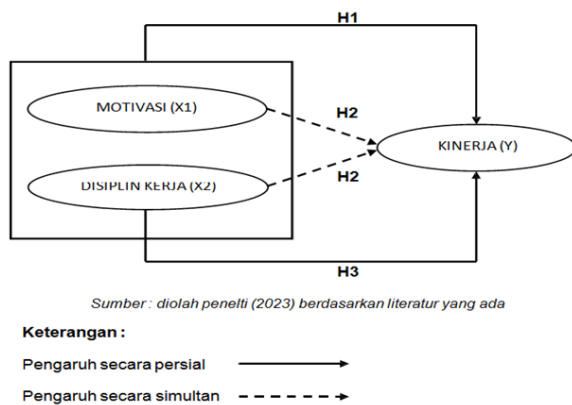 H1
MOTIVASI (X1)
H2
KINERJA (Y)
DISIPLIN KERJA (X2)
H2
H3
Sumber : diolah penelti (2023) berdasarkan literatur yang ada
Keterangan :
Pengaruh secara persial
Pengaruh secara simultan